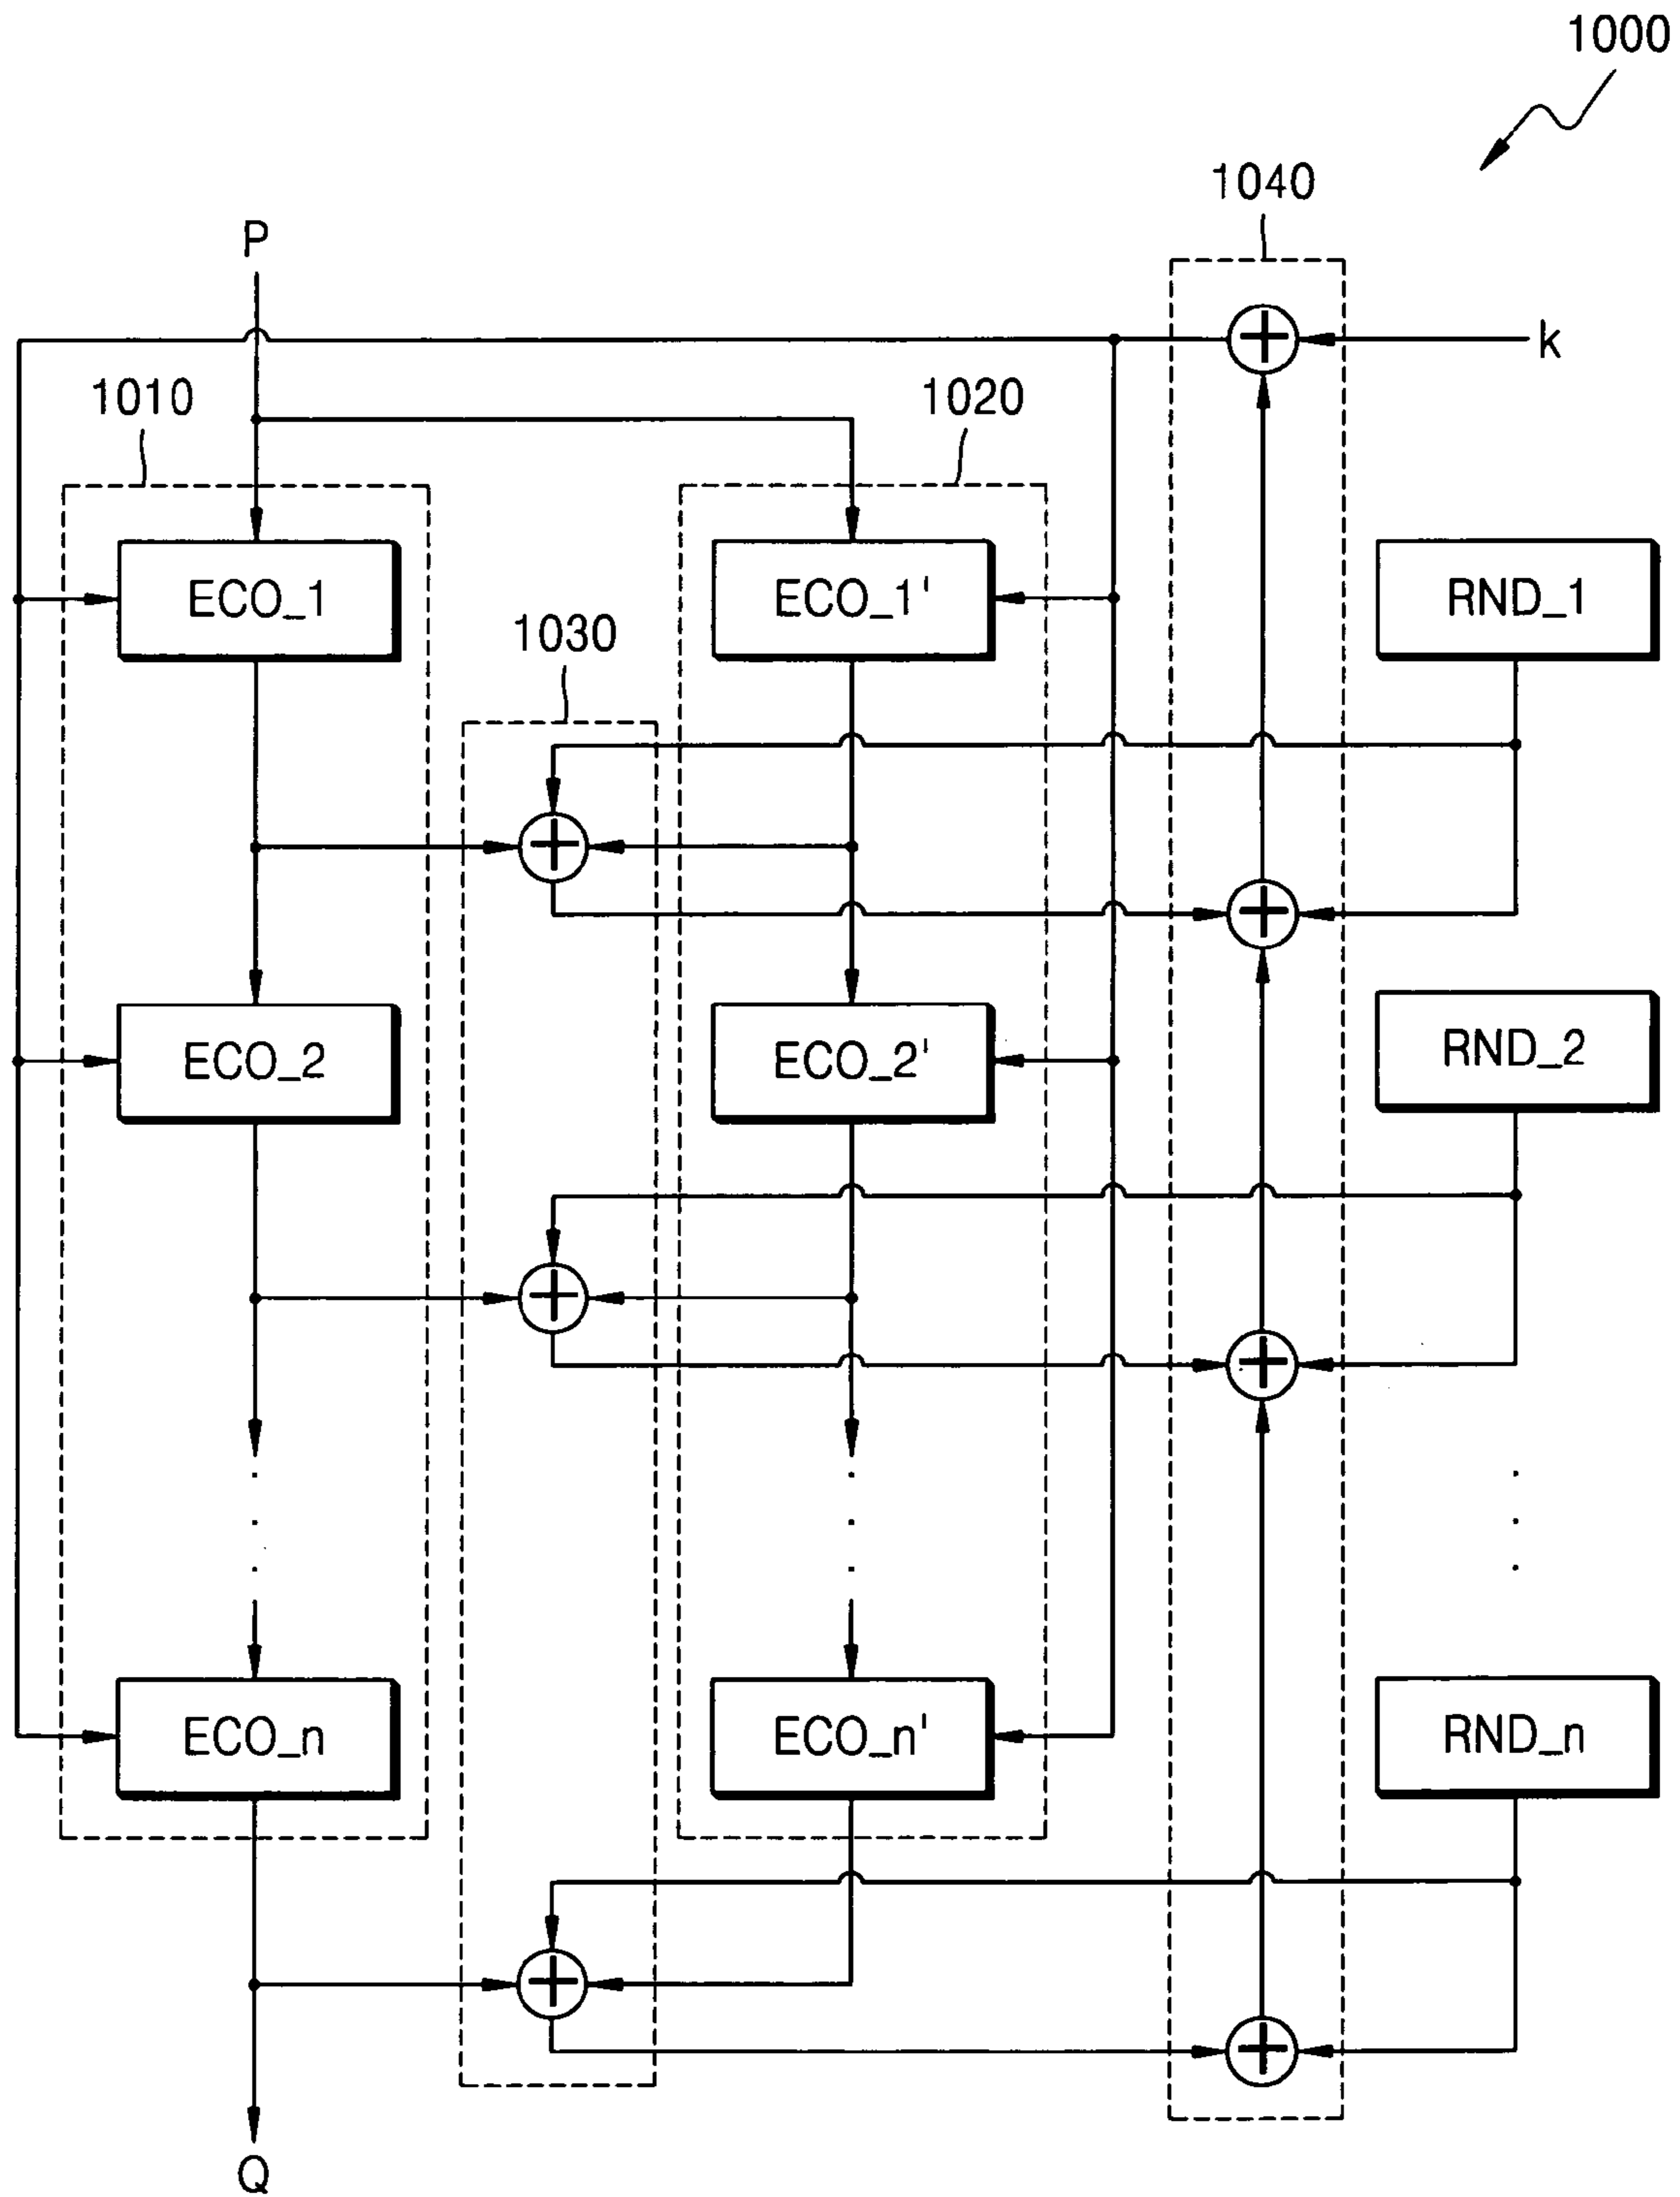 1000
1040
P
k
1010
1020
ECO_1
ECO_1'
RND_1
1030
ECO_2
ECO_2'
RND_2
ECO_n
ECO_n'
RND_n
Q